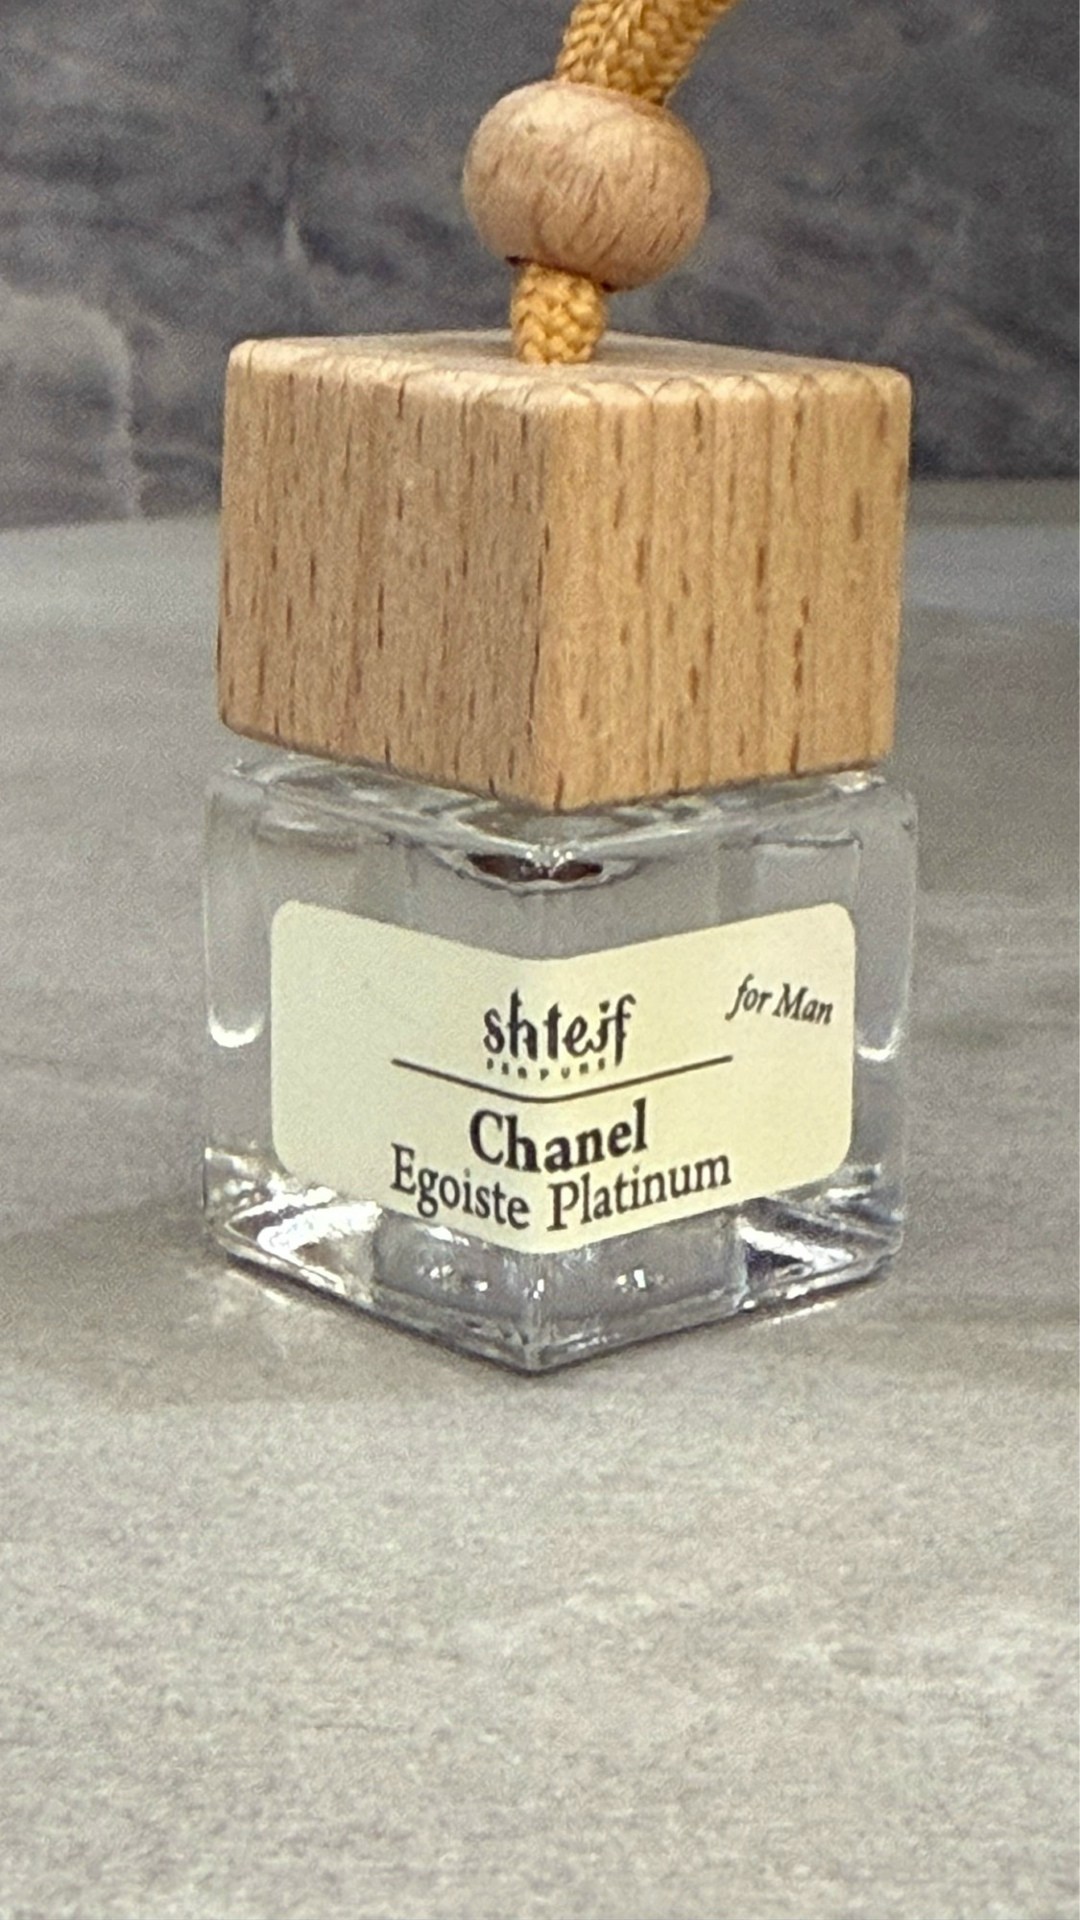 for Man
shteif
PERFUME
Chanel
Egoiste Platinum